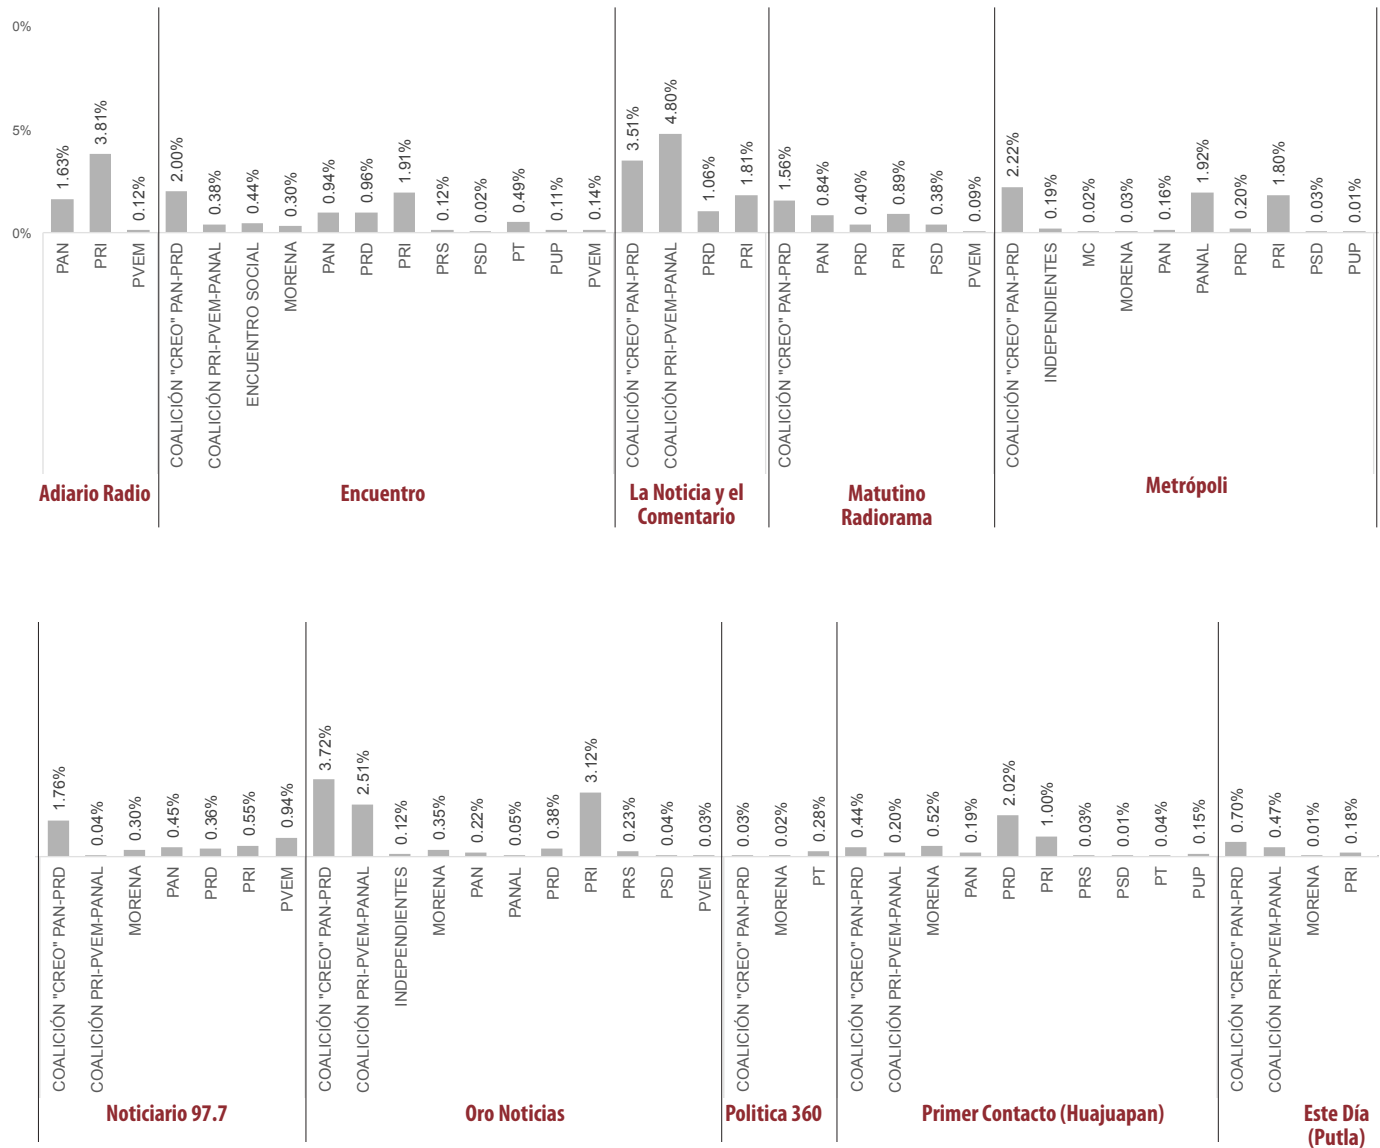 0%
5%
0%
1.63%
3.81%
0.12%
2.00%
0.38%
0.44%
0.30%
0.94%
0.96%
1.91%
0.12%
0.02%
0.49%
0.11%
0.14%
3.51%
4.80%
1.06%
1.81%
1.56%
0.84%
0.40%
0.89%
0.38%
0.09%
2.22%
0.19%
0.02%
0.03%
0.16%
1.92%
0.20%
1.80%
0.03%
0.01%
PAN
PRI
PVEM
COALICIÓN "CREO" PAN-PRD
COALICIÓN PRI-PVEM-PANAL
ENCUENTRO SOCIAL
MORENA
PAN
PRD
PRI
PRS
PSD
PT
PUP
PVEM
COALICIÓN "CREO" PAN-PRD
COALICIÓN PRI-PVEM-PANAL
PRD
PRI
COALICIÓN "CREO" PAN-PRD
PAN
PRD
PRI
PSD
PVEM
COALICIÓN "CREO" PAN-PRD
INDEPENDIENTES
MC
MORENA
PAN
PANAL
PRD
PRI
PSD
PUP
Adiario Radio
Encuentro
La Noticia y el
Comentario
Matutino
Radiorama
Metrópoli
1.76%
0.04%
0.30%
0.45%
0.36%
0.55%
0.94%
3.72%
2.51%
0.12%
0.35%
0.22%
0.05%
0.38%
3.12%
0.23%
0.04%
0.03%
0.03%
0.02%
0.28%
0.44%
0.20%
0.52%
0.19%
2.02%
1.00%
0.03%
0.01%
0.04%
0.15%
0.70%
0.47%
0.01%
0.18%
COALICIÓN "CREO" PAN-PRD
COALICIÓN PRI-PVEM-PANAL
MORENA
PAN
PRD
PRI
PVEM
COALICIÓN "CREO" PAN-PRD
COALICIÓN PRI-PVEM-PANAL
INDEPENDIENTES
MORENA
PAN
PANAL
PRD
PRI
PRS
PSD
PVEM
COALICIÓN "CREO" PAN-PRD
MORENA
PT
COALICIÓN "CREO" PAN-PRD
COALICIÓN PRI-PVEM-PANAL
MORENA
PAN
PRD
PRI
PRS
PSD
PT
PUP
COALICIÓN "CREO" PAN-PRD
COALICIÓN PRI-PVEM-PANAL
MORENA
PRI
Noticiario 97.7
Oro Noticias
Politica 360
Primer Contacto (Huajuapan)
Este Día
(Putla)